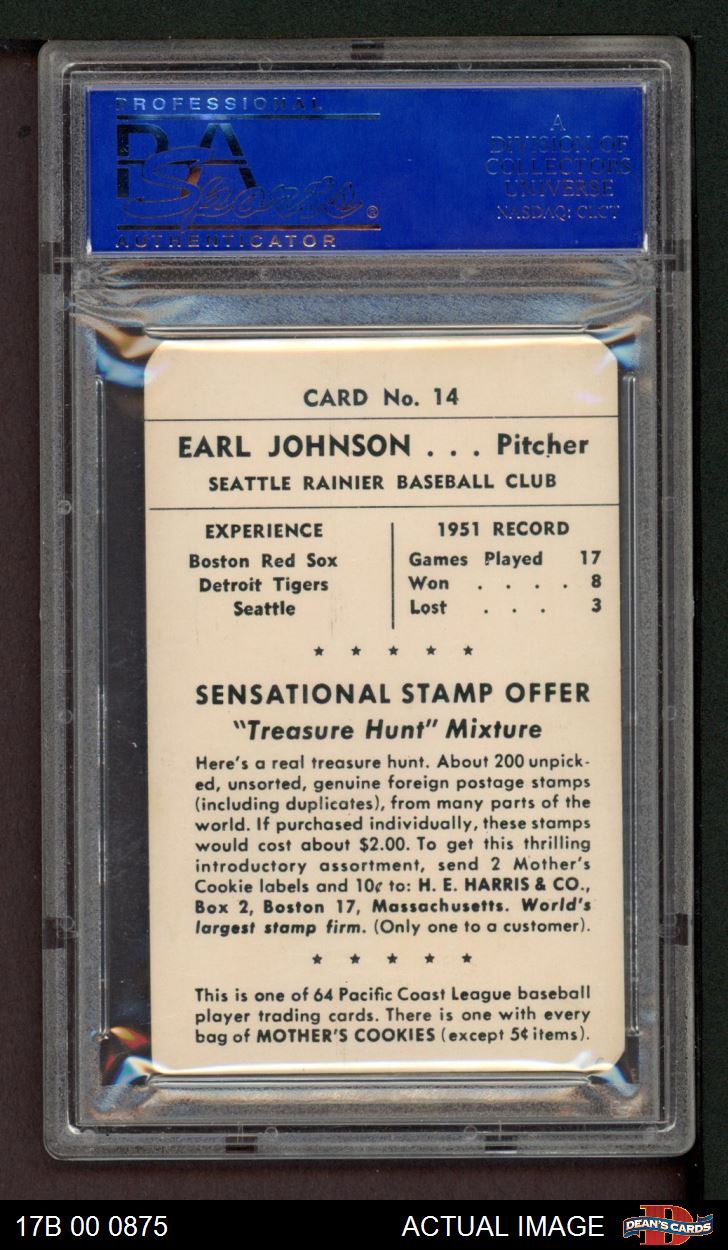 PROFESSIONAL
PSA
Sports®
AUTHENTICATOR
A
DIVISION OF
COLLECTORS
UNIVERSE
NASDAQ: CLCT
CARD No. 14
EARL JOHNSON . . . Pitcher
SEATTLE RAINIER BASEBALL CLUB
EXPERIENCE
Boston Red Sox
Detroit Tigers
Seattle
1951 RECORD
Games Played 17
Won . . . . 8
Lost . . . 3
★ ★ ★ ★ ★
SENSATIONAL STAMP OFFER
"Treasure Hunt" Mixture
Here's a real treasure hunt. About 200 unpick-
ed, unsorted, genuine foreign postage stamps
(including duplicates), from many parts of the
world. If purchased individually, these stamps
would cost about $2.00. To get this thrilling
introductory assortment, send 2 Mother's
Cookie labels and 10¢ to: H. E. HARRIS & CO.,
Box 2, Boston 17, Massachusetts. World's
largest stamp firm. (Only one to a customer).
★ ★ ★ ★ ★
This is one of 64 Pacific Coast League baseball
player trading cards. There is one with every
bag of MOTHER'S COOKIES (except 5¢ items).
17B 00 0875
ACTUAL IMAGE
DEAN'S CARDS